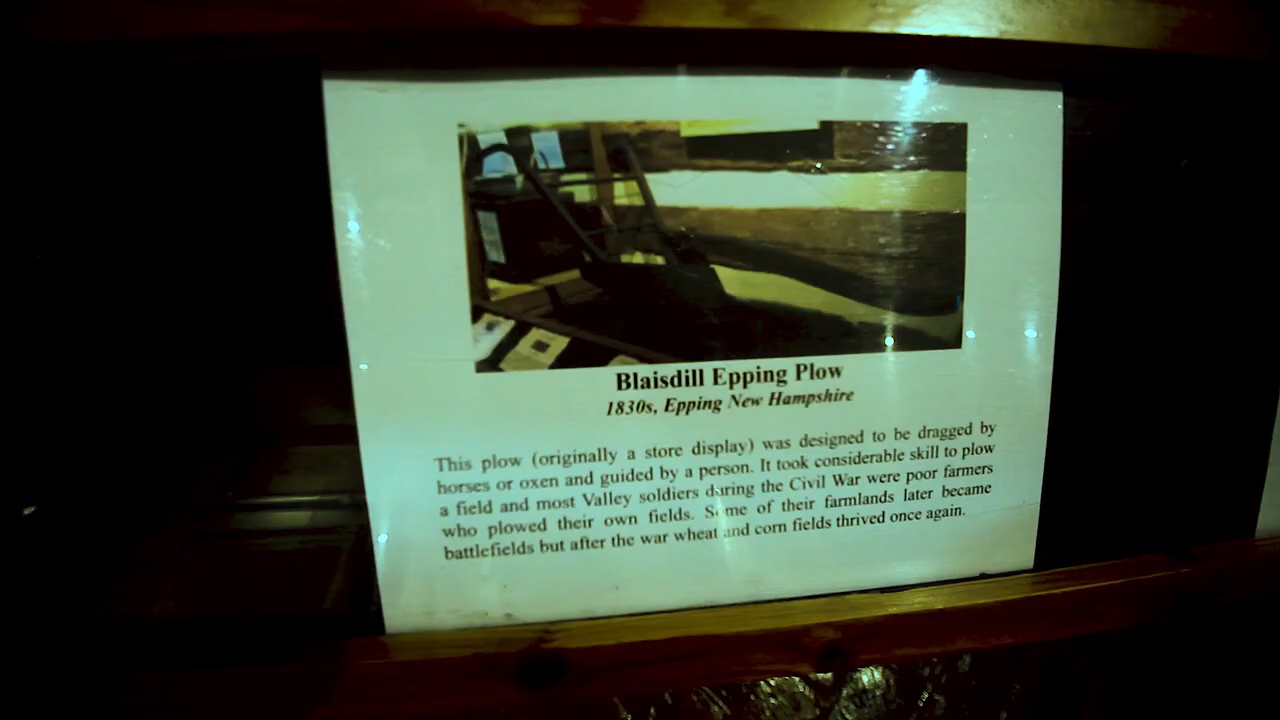 Blaisdill Epping Plow
1830s, Epping New Hampshire
This plow (originally a store display) was designed to be dragged by
horses or oxen and guided by a person. It took considerable skill to plow
a field and most Valley soldiers during the Civil War were poor farmers
who plowed their own fields. Some of their farmlands later became
battlefields but after the war wheat and corn fields thrived once again.